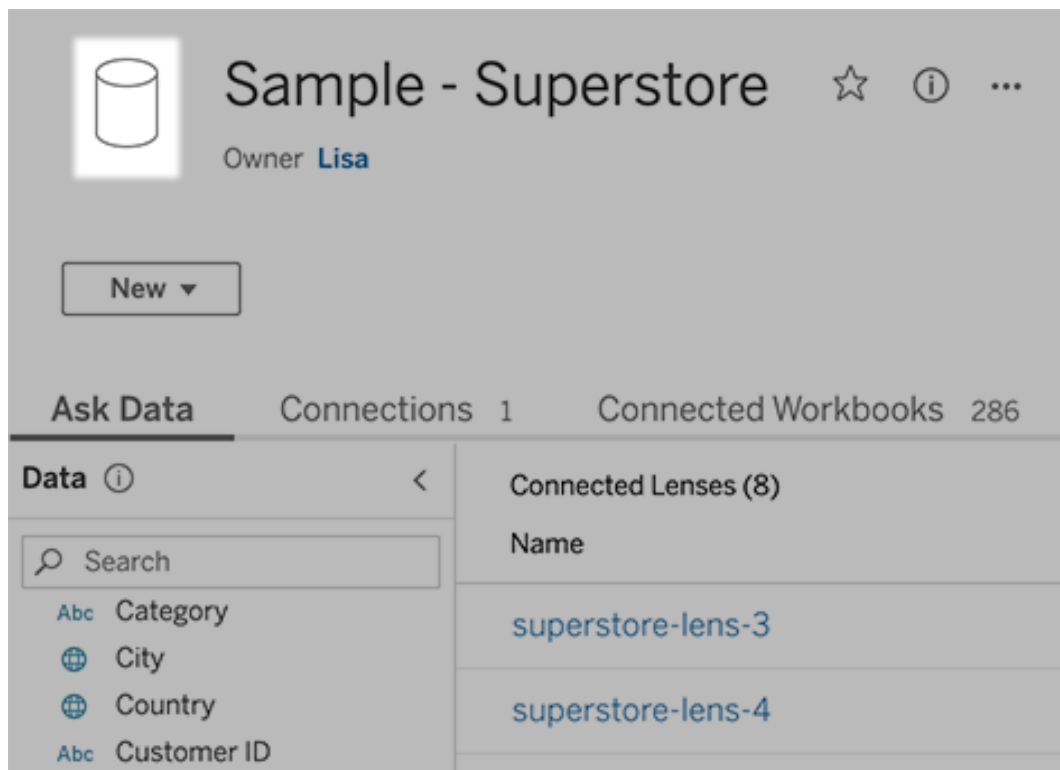 Sample - Superstore
Owner Lisa
New
Ask Data Connections 1 Connected Workbooks 286
Data
Connected Lenses (8)
Search
Name
Abc Category
superstore-lens-3
City
Country
superstore-lens-4
Abc Customer ID